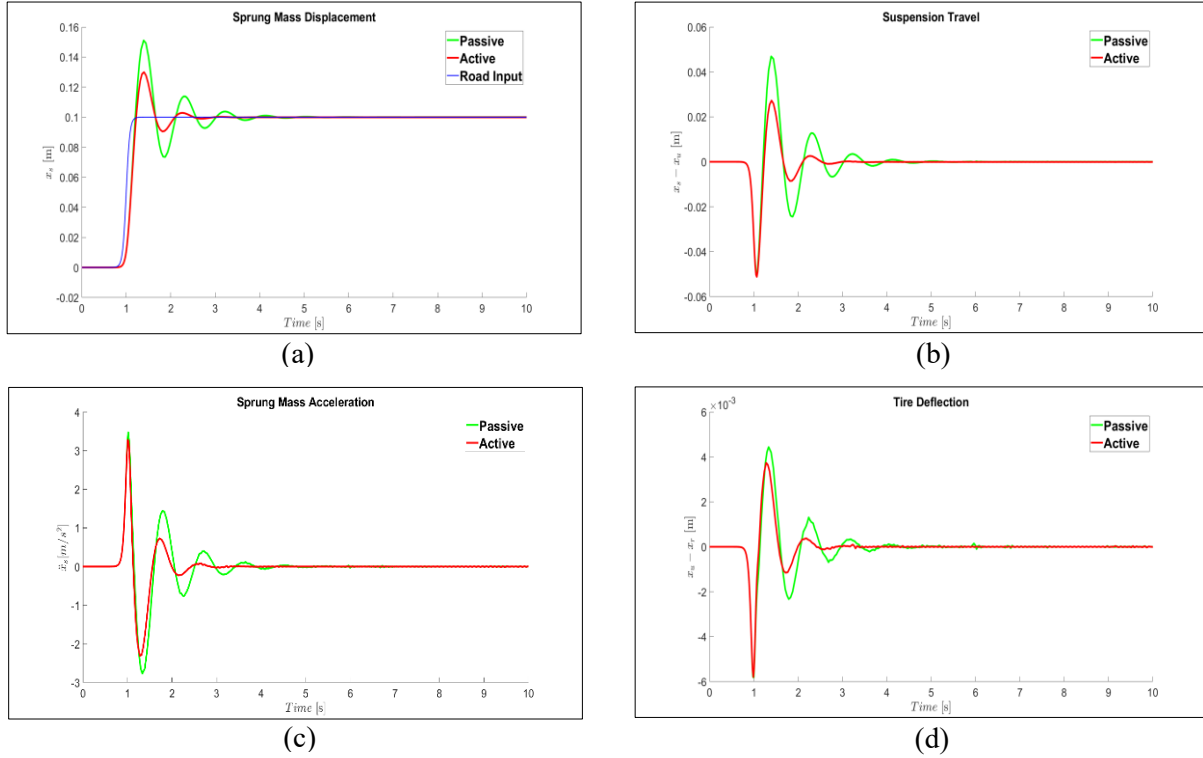 Sprung Mass Displacement
0.16
0.14
0.12
0.1
0.08
0.06
0.04
0.02
0
-0.02
x_s [m]
Passive
Active
Road Input
0 1 2 3 4 5 6 7 8 9 10
Time [s]
(a)
Suspension Travel
0.06
0.04
0.02
0
-0.02
-0.04
-0.06
x_s − x_u [m]
Passive
Active
0 1 2 3 4 5 6 7 8 9 10
Time [s]
(b)
Sprung Mass Acceleration
4
3
2
1
0
-1
-2
-3
ẍ_s[m/s²]
Passive
Active
0 1 2 3 4 5 6 7 8 9 10
Time [s]
(c)
Tire Deflection
×10⁻³
6
4
2
0
-2
-4
-6
x_u − x_r [m]
Passive
Active
0 1 2 3 4 5 6 7 8 9 10
Time [s]
(d)